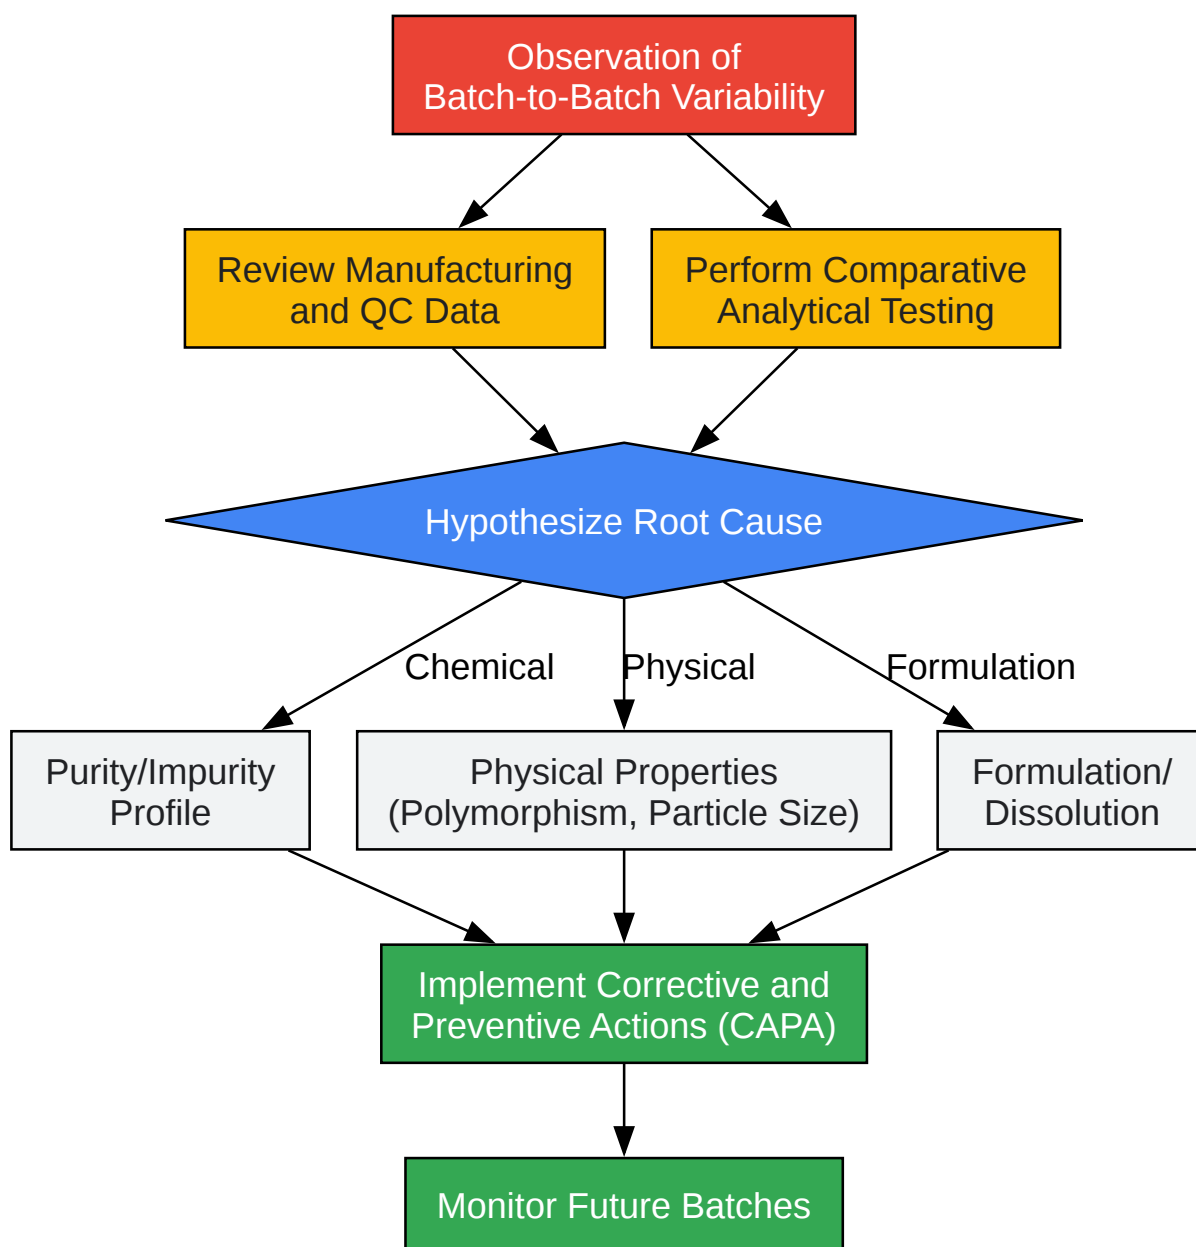 Observation of
Batch-to-Batch Variability
Review Manufacturing
and QC Data
Perform Comparative
Analytical Testing
Hypothesize Root Cause
Chemical
Physical
Formulation
Purity/Impurity
Profile
Physical Properties
(Polymorphism, Particle Size)
Formulation/
Dissolution
Implement Corrective and
Preventive Actions (CAPA)
Monitor Future Batches